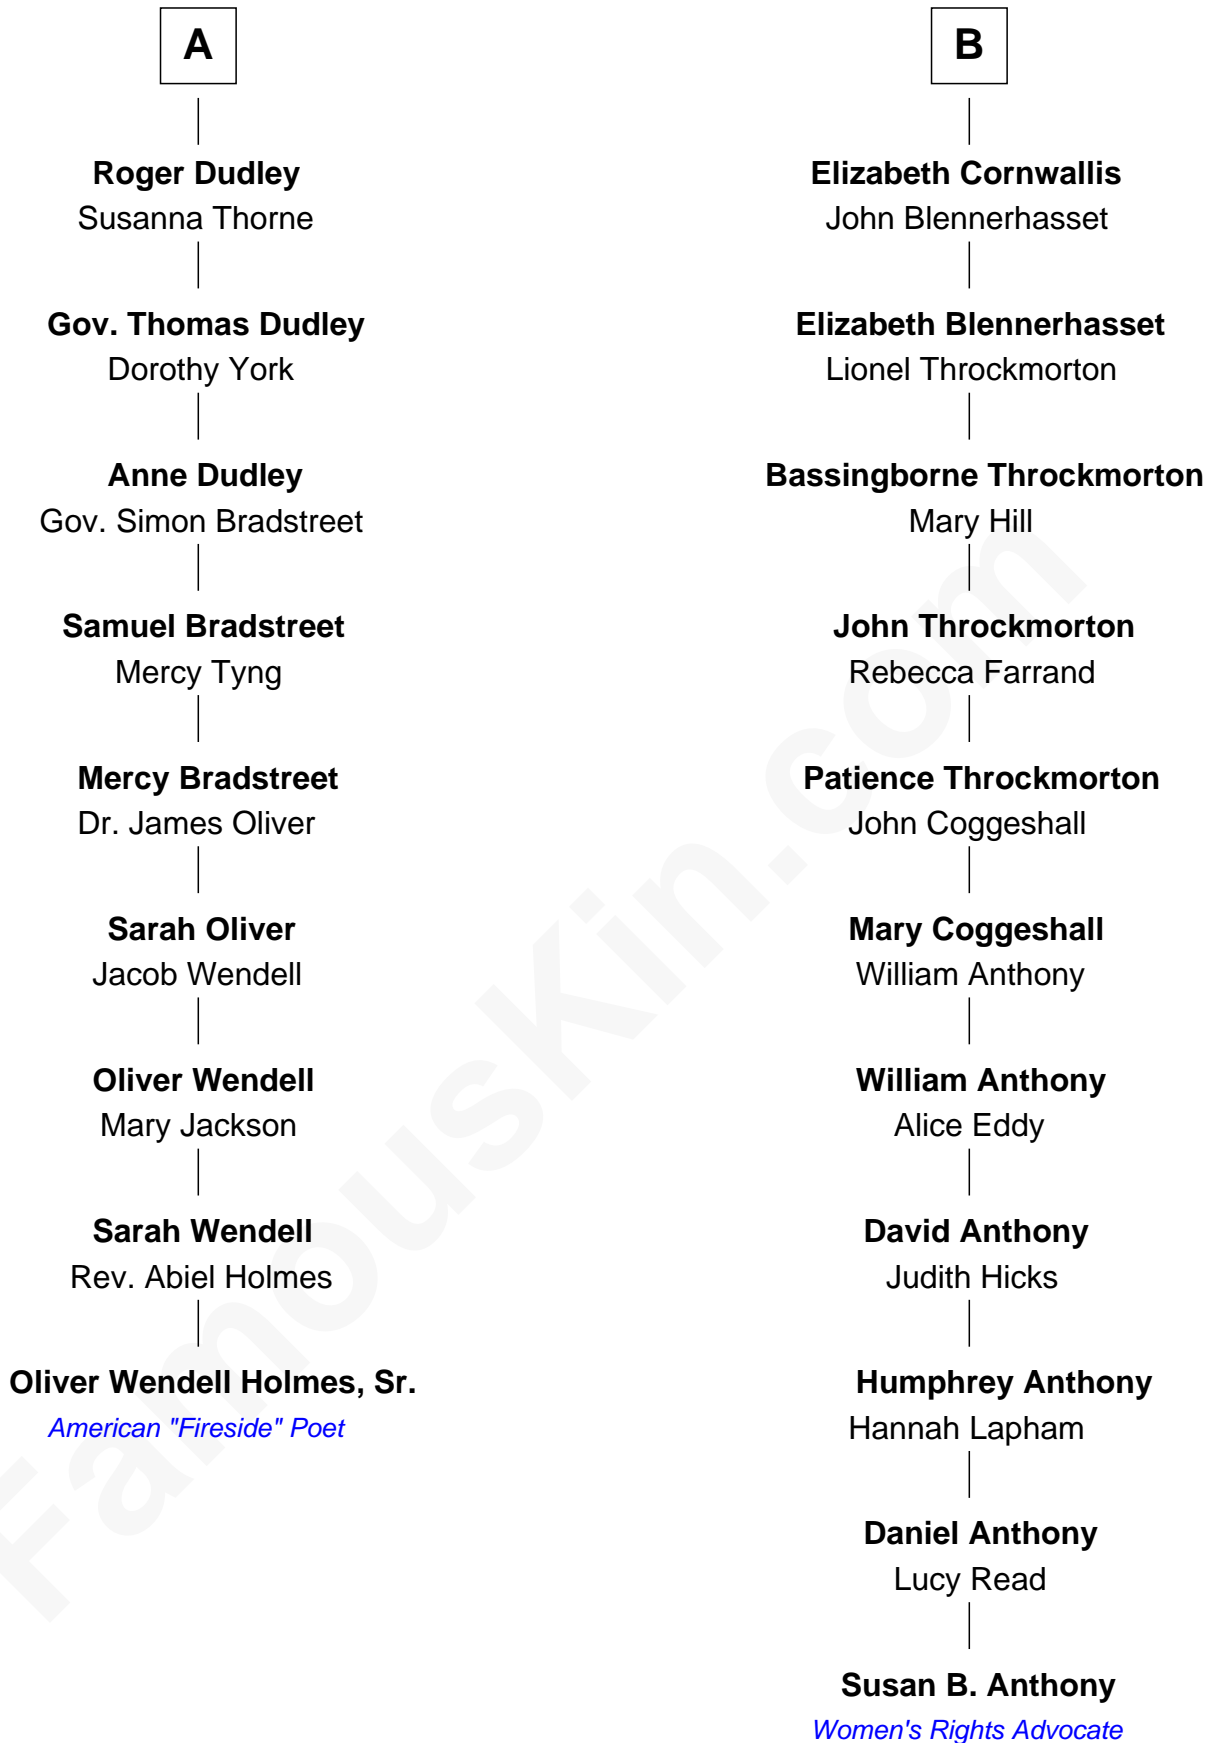 A
Roger Dudley
Susanna Thorne
Gov. Thomas Dudley
Dorothy York
Anne Dudley
Gov. Simon Bradstreet
Samuel Bradstreet
Mercy Tyng
Mercy Bradstreet
Dr. James Oliver
Sarah Oliver
Jacob Wendell
Oliver Wendell
Mary Jackson
Sarah Wendell
Rev. Abiel Holmes
Oliver Wendell Holmes, Sr.
American "Fireside" Poet
B
Elizabeth Cornwallis
John Blennerhasset
Elizabeth Blennerhasset
Lionel Throckmorton
Bassingborne Throckmorton
Mary Hill
John Throckmorton
Rebecca Farrand
Patience Throckmorton
John Coggeshall
Mary Coggeshall
William Anthony
William Anthony
Alice Eddy
David Anthony
Judith Hicks
Humphrey Anthony
Hannah Lapham
Daniel Anthony
Lucy Read
Susan B. Anthony
Women's Rights Advocate
FamousKin.com